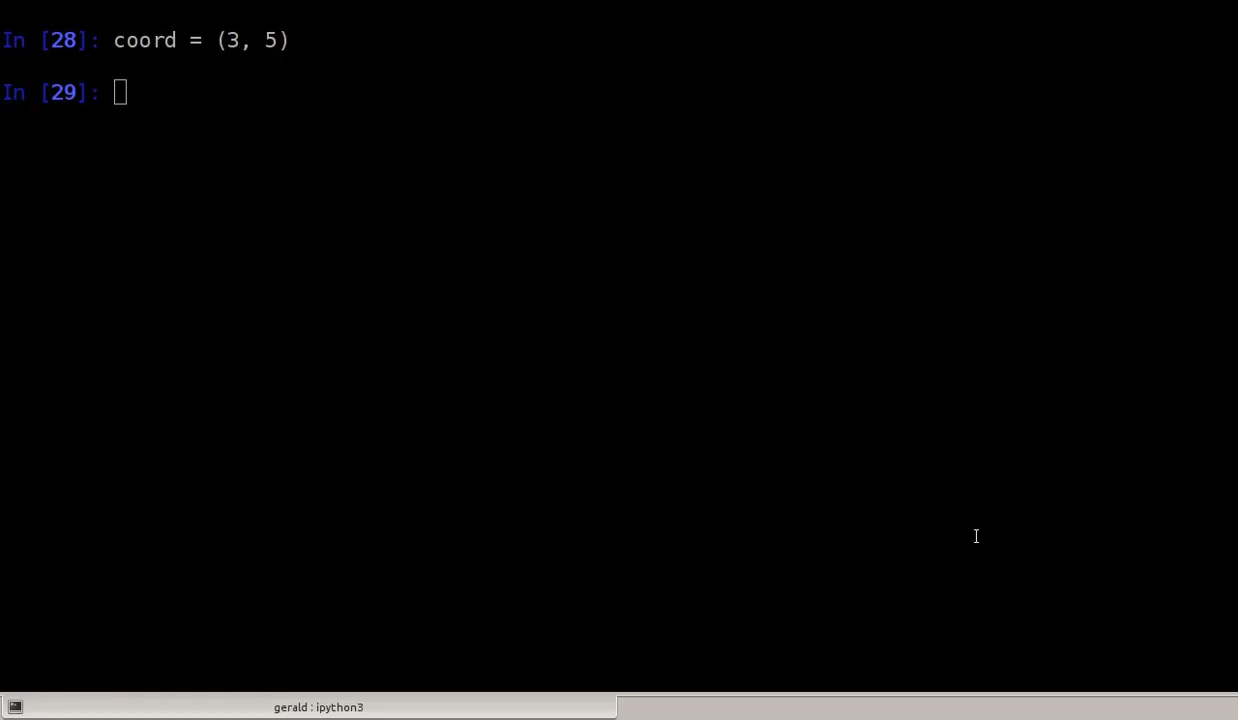 In [28]: coord = (3, 5)
In [29]:
gerald : ipython3